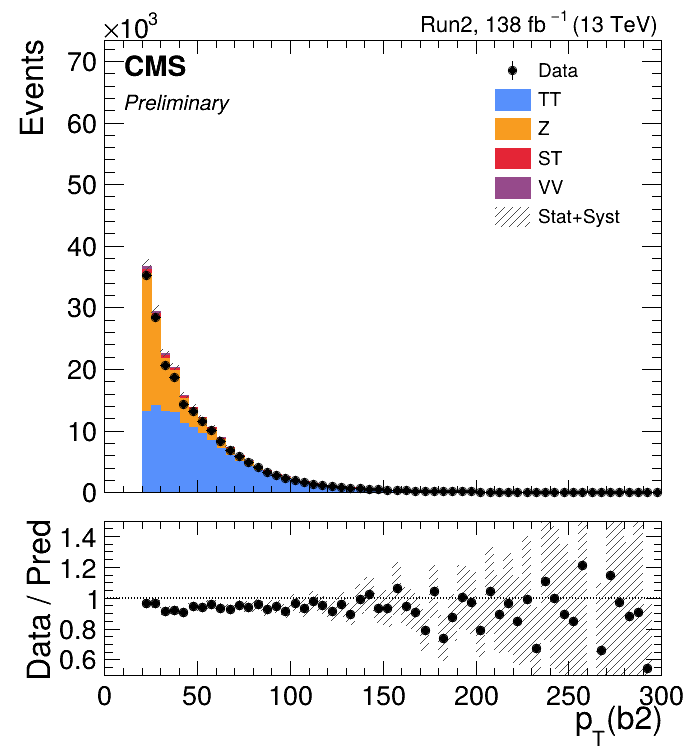 ×10³
Run2, 138 fb⁻¹ (13 TeV)
Events
70
60
50
40
30
20
10
0
CMS
Preliminary
Data
TT
Z
ST
VV
Stat+Syst
Data / Pred
1.4
1.2
1
0.8
0.6
0 50 100 150 200 250 300
p_T(b2)